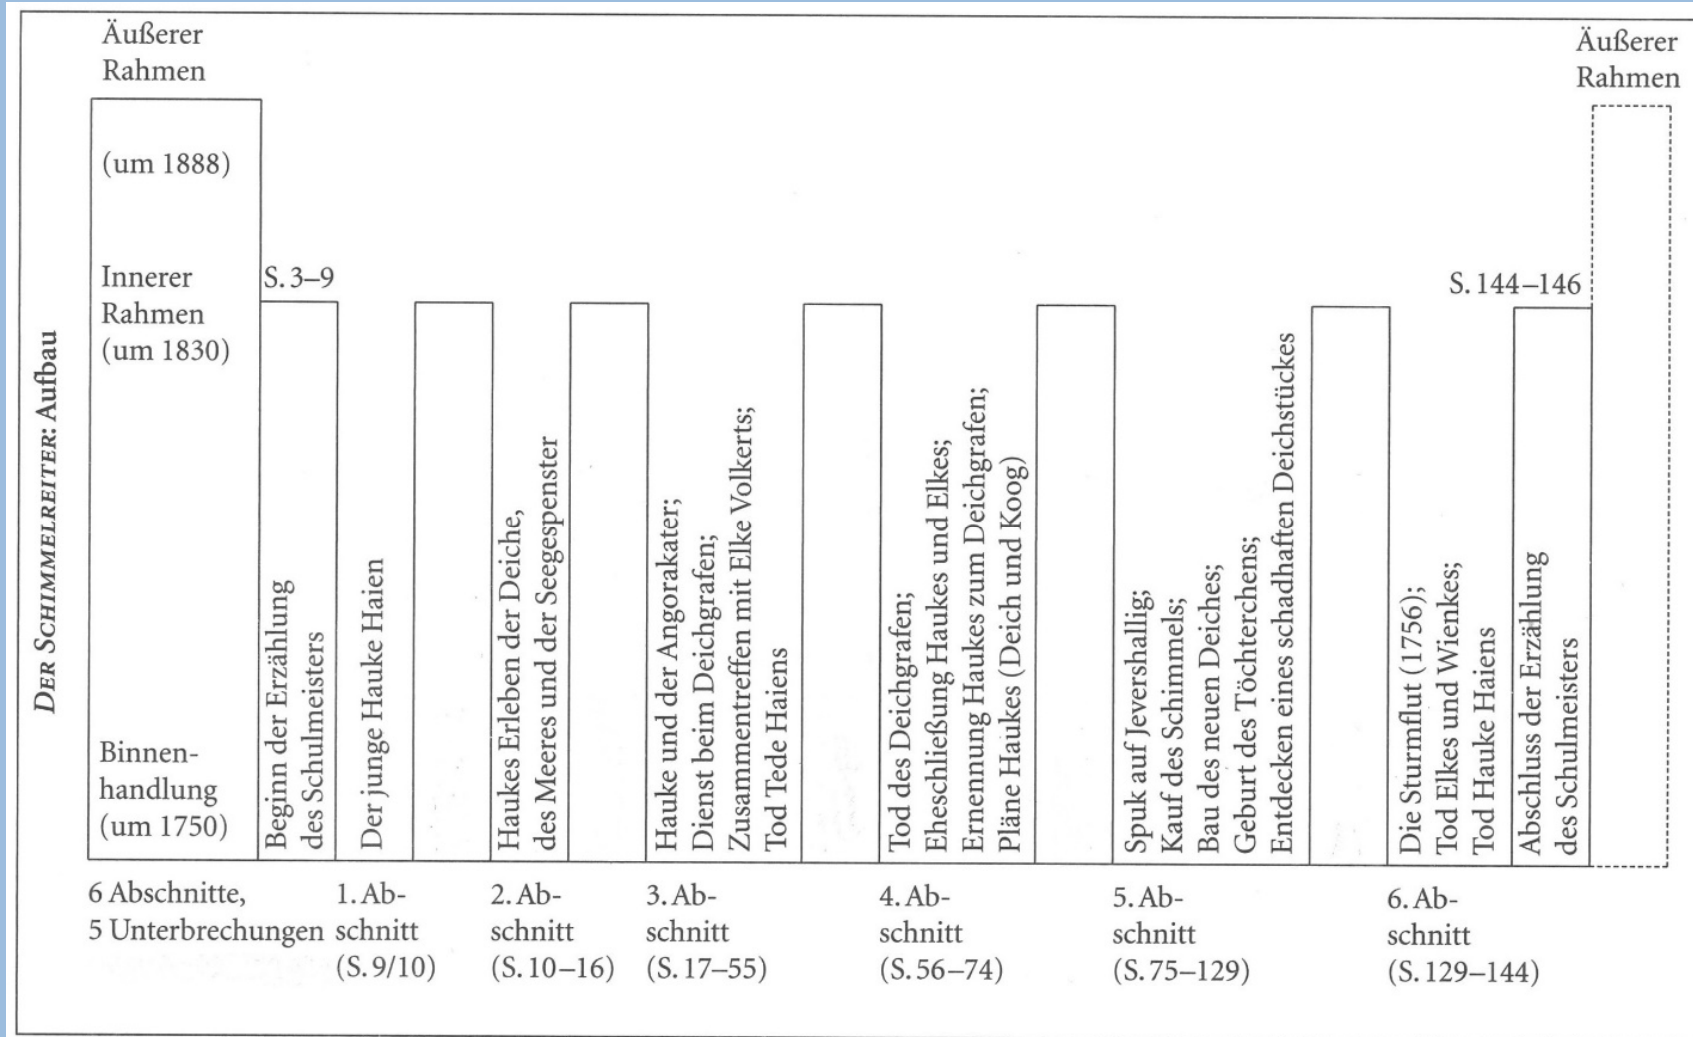 Äußerer
Rahmen
Äußerer
Rahmen
(um 1888)
Innerer
Rahmen
(um 1830)
S. 3–9
S. 144–146
DER SCHIMMELREITER: Aufbau
Binnen-
handlung
(um 1750)
Beginn der Erzählung
des Schulmeisters
Der junge Hauke Haien
Haukes Erleben der Deiche,
des Meeres und der Seegespenster
Hauke und der Angorakater;
Dienst beim Deichgrafen;
Zusammentreffen mit Elke Volkerts;
Tod Tede Haiens
Tod des Deichgrafen;
Eheschließung Haukes und Elkes;
Ernennung Haukes zum Deichgrafen;
Pläne Haukes (Deich und Koog)
Spuk auf Jevershallig;
Kauf des Schimmels;
Bau des neuen Deiches;
Geburt des Töchterchens;
Entdecken eines schadhaften Deichstückes
Die Sturmflut (1756);
Tod Elkes und Wienkes;
Tod Hauke Haiens
Abschluss der Erzählung
des Schulmeisters
6 Abschnitte,
5 Unterbrechungen
1. Ab-
schnitt
(S. 9/10)
2. Ab-
schnitt
(S. 10–16)
3. Ab-
schnitt
(S. 17–55)
4. Ab-
schnitt
(S. 56–74)
5. Ab-
schnitt
(S. 75–129)
6. Ab-
schnitt
(S. 129–144)